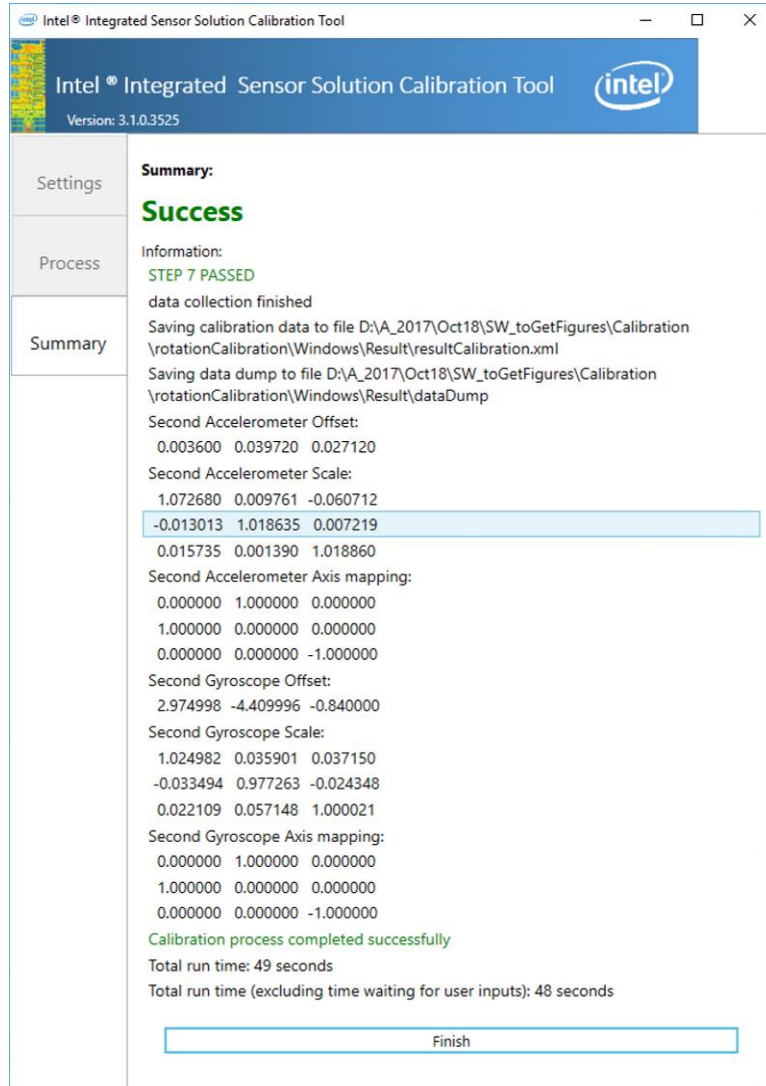 Intel® Integrated Sensor Solution Calibration Tool
Intel ® Integrated Sensor Solution Calibration Tool
intel
Version: 3.1.0.3525
Settings
Process
Summary
Summary:
Success
Information:
STEP 7 PASSED
data collection finished
Saving calibration data to file D:\A_2017\Oct18\SW_toGetFigures\Calibration
\rotationCalibration\Windows\Result\resultCalibration.xml
Saving data dump to file D:\A_2017\Oct18\SW_toGetFigures\Calibration
\rotationCalibration\Windows\Result\dataDump
Second Accelerometer Offset:
0.003600 0.039720 0.027120
Second Accelerometer Scale:
1.072680 0.009761 -0.060712
-0.013013 1.018635 0.007219
0.015735 0.001390 1.018860
Second Accelerometer Axis mapping:
0.000000 1.000000 0.000000
1.000000 0.000000 0.000000
0.000000 0.000000 -1.000000
Second Gyroscope Offset:
2.974998 -4.409996 -0.840000
Second Gyroscope Scale:
1.024982 0.035901 0.037150
-0.033494 0.977263 -0.024348
0.022109 0.057148 1.000021
Second Gyroscope Axis mapping:
0.000000 1.000000 0.000000
1.000000 0.000000 0.000000
0.000000 0.000000 -1.000000
Calibration process completed successfully
Total run time: 49 seconds
Total run time (excluding time waiting for user inputs): 48 seconds
Finish